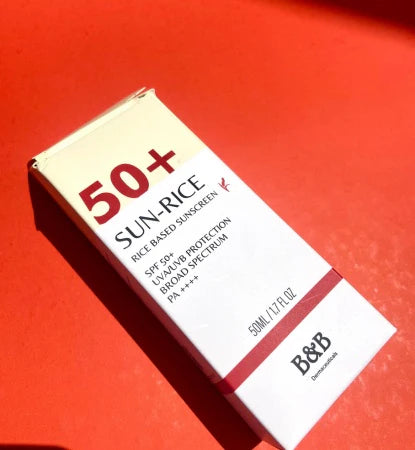 50+
SUN-RICE
RICE BASED SUNSCREEN
SPF 50+
UVA/UVB PROTECTION
BROAD SPECTRUM
PA ++++
50ML/1.7 FL OZ
B&B
Dermaceuticals